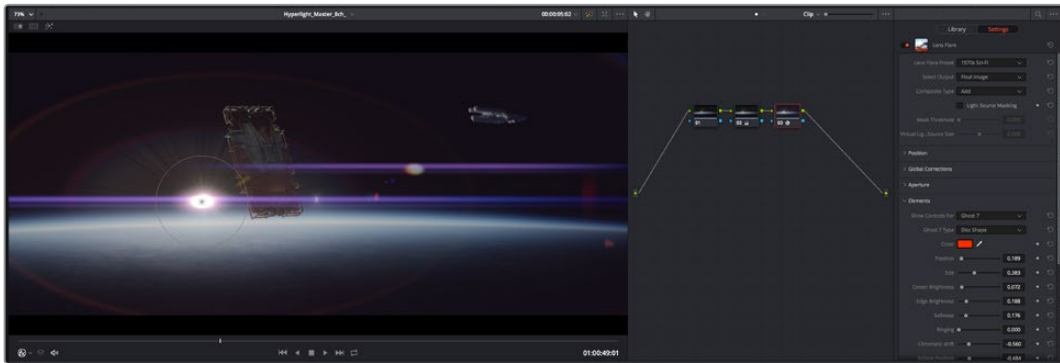 73%
Hyperlight_Master_8ch_
00:00:05:02
Clip
Library
Settings
Lens Flare
Lens Flare Preset 1970s Sci-Fi
Select Output Final Image
Composite Type Add
Light Source Masking
Mask Threshold
Virtual Lig...Source Size
Position
Global Corrections
Aperture
Elements
Show Controls For Ghost 7
Ghost 7 Type Disc Shape
Color
Position 0.189
Size 0.283
Center Brightness 0.072
Edge Brightness 0.188
Softness 0.176
Ringing 0.000
Chromatic Shift -0.560
-0.484
01
02
03
01:00:49:01